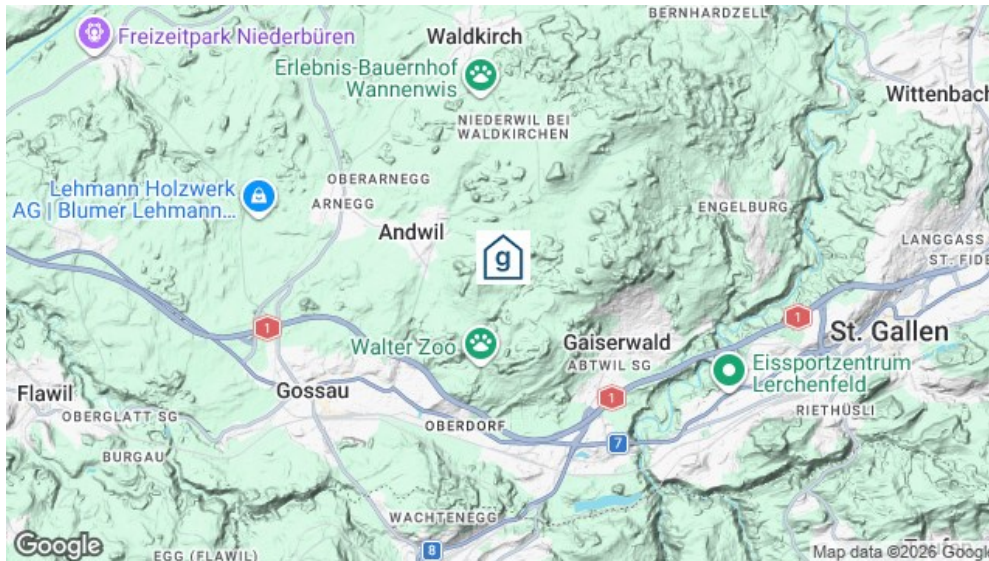 BERNHARDZELL
Freizeitpark Niederbüren
Waldkirch
Erlebnis-Bauernhof
Wannenwis
Wittenbach
NIEDERWIL BEI
WALDKIRCHEN
OBERARNEGG
Lehmann Holzwerk
AG | Blumer Lehmann...
ARNEGG
ENGELBURG
Andwil
LANGGASS
ST. FIDE
g
1
1
St. Gallen
Walter Zoo
Gaiserwald
ABTWIL SG
Eissportzentrum
Lerchenfeld
Flawil
Gossau
1
OBERGLATT SG
OBERDORF
RIETHÜSLI
7
BURGAU
WACHTENEGG
8
Google
EGG (FLAWIL)
Map data ©2026 Google